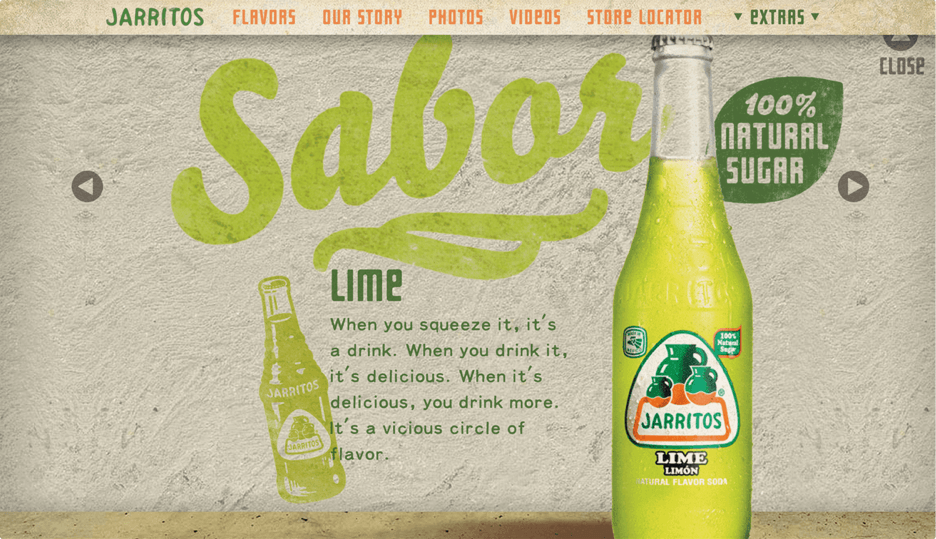 JARRITOS FLAVORS OUR STORY PHOTOS VIDEOS STORE LOCATOR ▼ EXTRAS ▼
CLOSE
Sabor
100%
NATURAL
SUGAR
LIME
When you squeeze it, it's
a drink. When you drink it,
it's delicious. When it's
delicious, you drink more.
It's a vicious circle of
flavor.
JARRITOS
JARRITOS
JARRITOS
100%
Natural
Sugar
JARRITOS
LIME
LIMÓN
NATURAL FLAVOR SODA